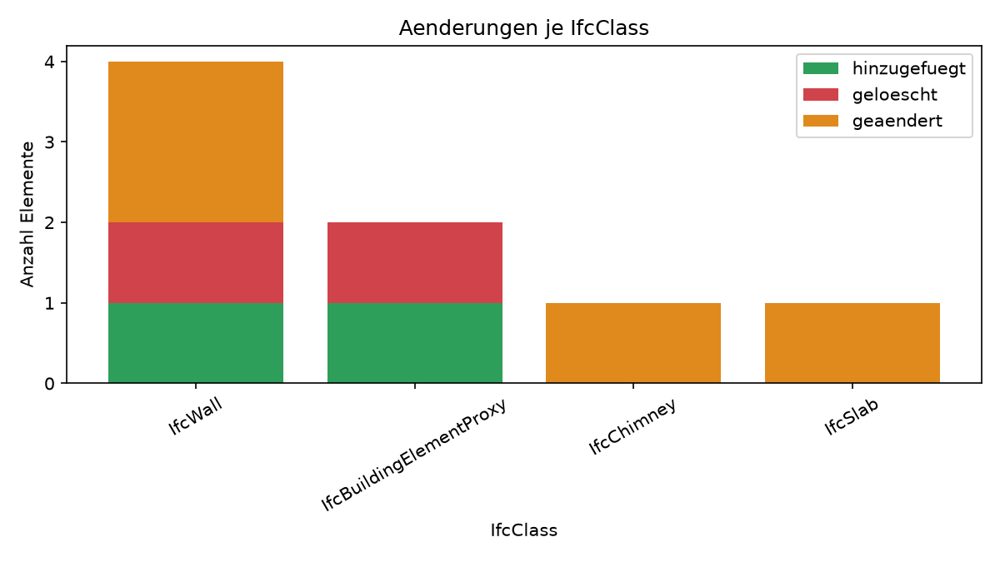 Aenderungen je IfcClass
hinzugefuegt
geloescht
geaendert
Anzahl Elemente
4
3
2
1
0
IfcWall
IfcBuildingElementProxy
IfcChimney
IfcSlab
IfcClass